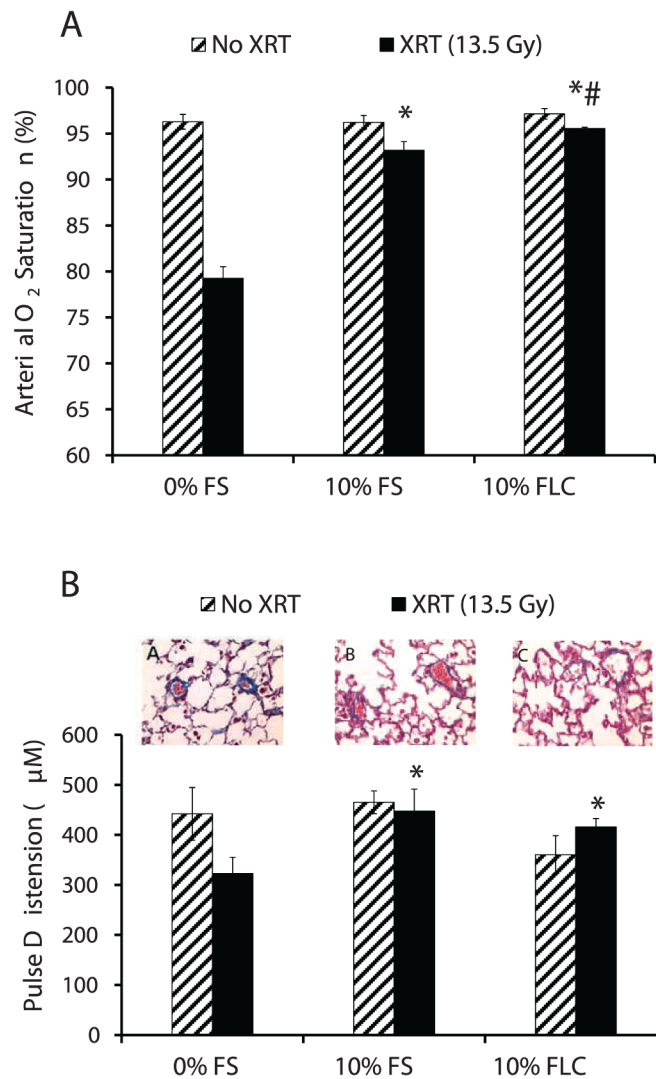 A
No XRT XRT (13.5 Gy)
Arteri al O2 Saturatio n (%)
100
95
90
85
80
75
70
65
60
*
*#
0% FS 10% FS 10% FLC
B
No XRT XRT (13.5 Gy)
A B C
Pulse D istension ( μM)
600
500
400
300
200
100
0
*
*
0% FS 10% FS 10% FLC